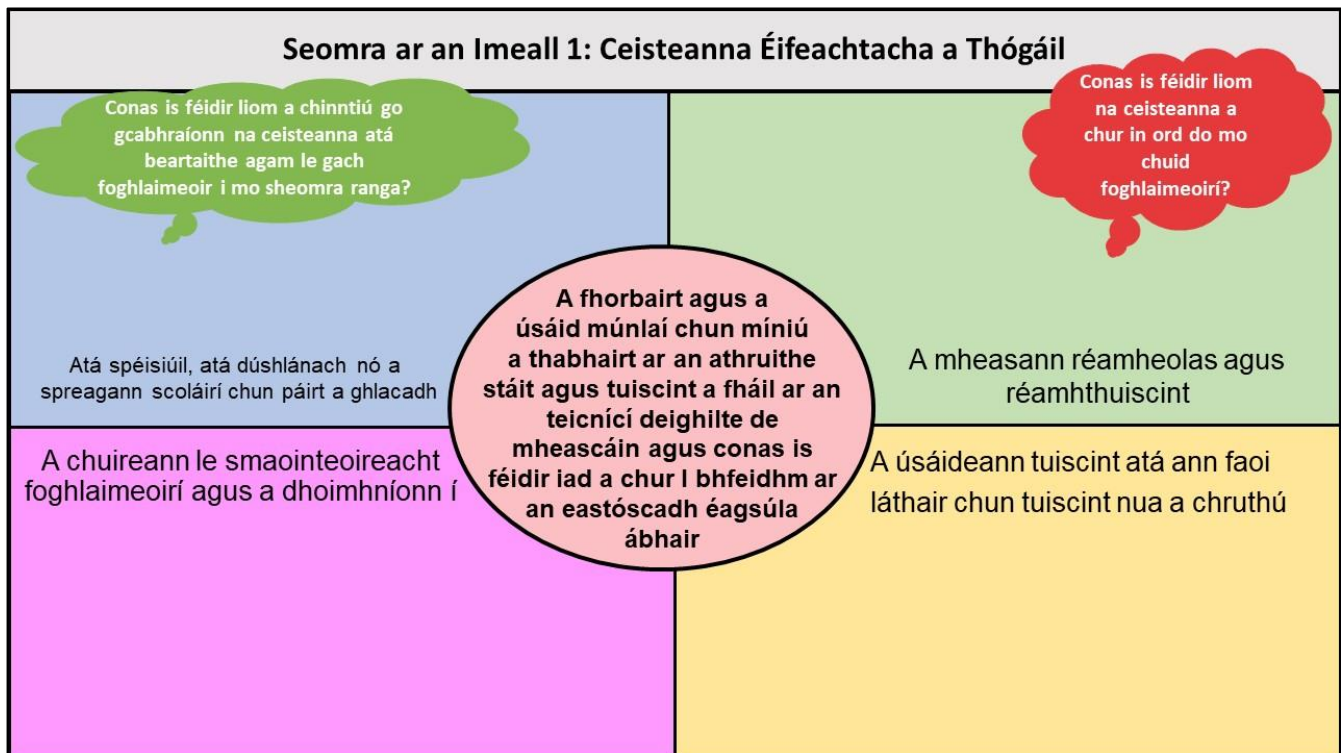 Seomra ar an Imeall 1: Ceisteanna Éifeachtacha a Thógáil
Conas is féidir liom a chinntiú go
gcabhraíonn na ceisteanna atá
beartaithe agam le gach
foghlaimeoir i mo sheomra ranga?
Conas is féidir liom
na ceisteanna a
chur in ord do mo
chuid
foghlaimeoirí?
Atá spéisiúil, atá dúshlánach nó a
spreagann scoláirí chun páirt a ghlacadh
A mheasann réamheolas agus
réamhthuiscint
A fhorbairt agus a
úsáid múnlaí chun míniú
a thabhairt ar an athruithe
stáit agus tuiscint a fháil ar an
teicnící deighilte de
mheascáin agus conas is
féidir iad a chur I bhfeidhm ar
an eastóscadh éagsúla
ábhair
A chuireann le smaointeoireacht
foghlaimeoirí agus a dhoimhníonn í
A úsáideann tuiscint atá ann faoi
láthair chun tuiscint nua a chruthú